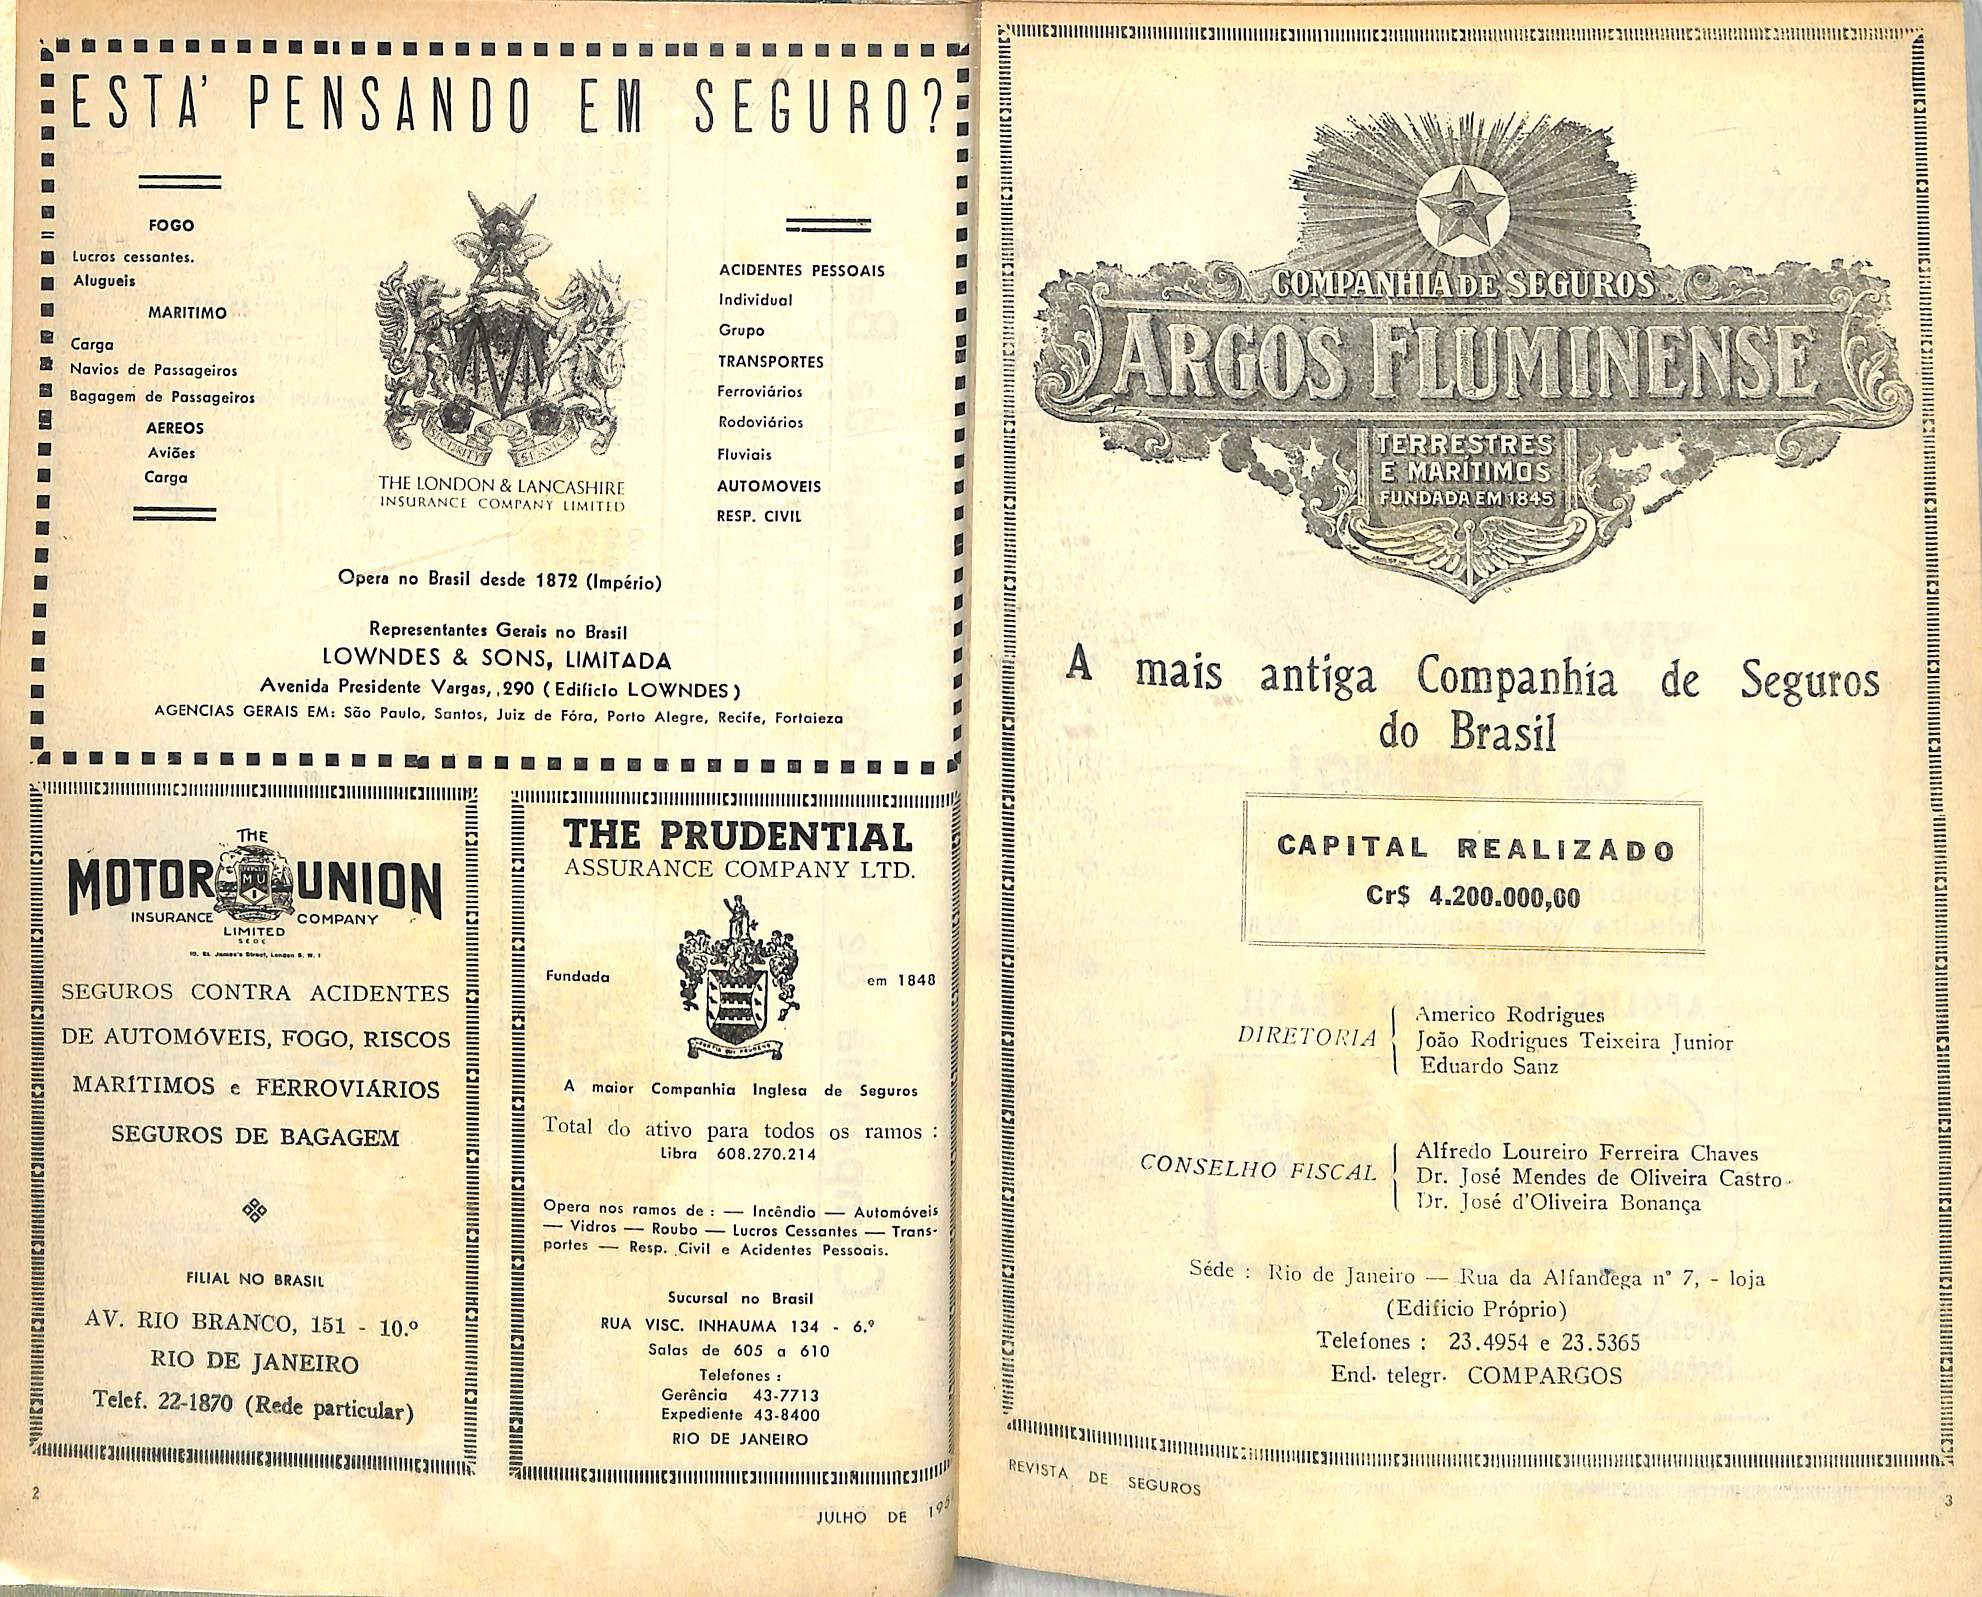 ESTA' PENSANDO EM SEGURO?
FOGO
Lucros cessantes.
Alugueis
MARITIMO
Carga
Navios de Passageiros
Bagagem de Passageiros
AEREOS
Aviões
Carga
SECURITY
THE LONDON & LANCASHIRE
INSURANCE COMPANY LIMITED
ACIDENTES PESSOAIS
Individual
Grupo
TRANSPORTES
Ferroviários
Rodoviários
Fluviais
AUTOMOVEIS
RESP. CIVIL
Opera no Brasil desde 1872 (Império)
Representantes Gerais no Brasil
LOWNDES & SONS, LIMITADA
Avenida Presidente Vargas, 290 (Edificio LOWNDES)
AGENCIAS GERAIS EM: São Paulo, Santos, Juiz de Fóra, Porto Alegre, Recife, Fortaieza
THE
MOTOR UNION
MU
INSURANCE COMPANY
LIMITED
SEDE
10, St. James's Street, London S. W. 1
SEGUROS CONTRA ACIDENTES
DE AUTOMÓVEIS, FOGO, RISCOS
MARÍTIMOS e FERROVIÁRIOS
SEGUROS DE BAGAGEM
FILIAL NO BRASIL
AV. RIO BRANCO, 151 - 10.º
RIO DE JANEIRO
Telef. 22-1870 (Rede particular)
2
THE PRUDENTIAL
ASSURANCE COMPANY LTD.
Fundada em 1848
A maior Companhia Inglesa de Seguros
Total do ativo para todos os ramos :
Libra 608.270.214
Opera nos ramos de : — Incêndio — Automóveis
— Vidros — Roubo — Lucros Cessantes — Trans-
portes — Resp. Civil e Acidentes Pessoais.
Sucursal no Brasil
RUA VISC. INHAUMA 134 - 6.º
Salas de 605 a 610
Telefones :
Gerência 43-7713
Expediente 43-8400
RIO DE JANEIRO
JULHO DE
COMPANHIA DE SEGUROS
ARGOS FLUMINENSE
TERRESTRES
E MARÍTIMOS
FUNDADA EM 1845
A mais antiga Companhia de Seguros
do Brasil
CAPITAL REALIZADO
Cr$ 4.200.000,00
DIRETORIA
Americo Rodrigues
João Rodrigues Teixeira Junior
Eduardo Sanz
CONSELHO FISCAL
Alfredo Loureiro Ferreira Chaves
Dr. José Mendes de Oliveira Castro
Dr. José d'Oliveira Bonança
Séde : Rio de Janeiro — Rua da Alfandega nº 7, - loja
(Edificio Próprio)
Telefones : 23.4954 e 23.5365
End. telegr. COMPARGOS
REVISTA DE SEGUROS
3